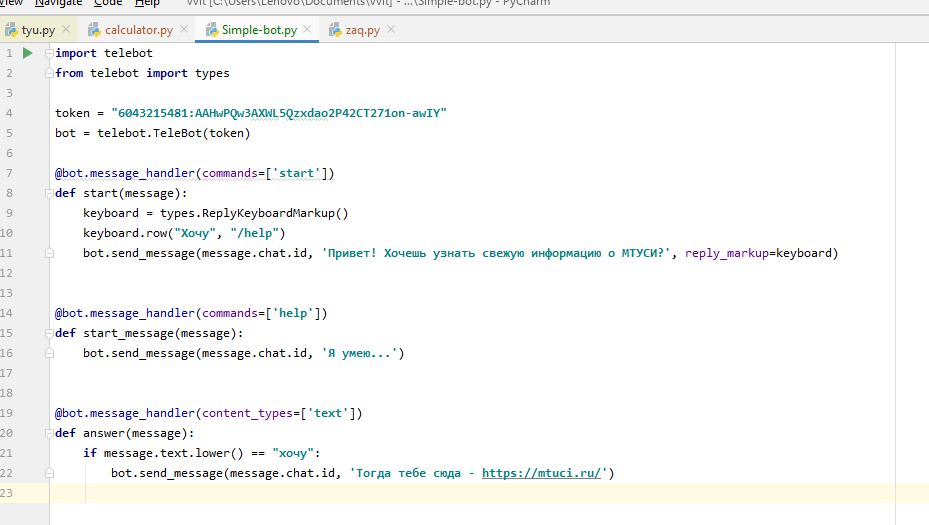 View Navigate Code Help Vvit [C:\Users\Lenovo\Documents\Vvit] - ...\Simple-bot.py - PyCharm
tyu.py calculator.py Simple-bot.py zaq.py
1 import telebot
2 from telebot import types
3
4 token = "6043215481:AAHwPQw3AXWL5Qzxdao2P42CT271on-awIY"
5 bot = telebot.TeleBot(token)
6
7 @bot.message_handler(commands=['start'])
8 def start(message):
9     keyboard = types.ReplyKeyboardMarkup()
10     keyboard.row("Хочу", "/help")
11     bot.send_message(message.chat.id, 'Привет! Хочешь узнать свежую информацию о МТУСИ?', reply_markup=keyboard)
12
13
14 @bot.message_handler(commands=['help'])
15 def start_message(message):
16     bot.send_message(message.chat.id, 'Я умею...')
17
18
19 @bot.message_handler(content_types=['text'])
20 def answer(message):
21     if message.text.lower() == "хочу":
22         bot.send_message(message.chat.id, 'Тогда тебе сюда - https://mtuci.ru/')
23